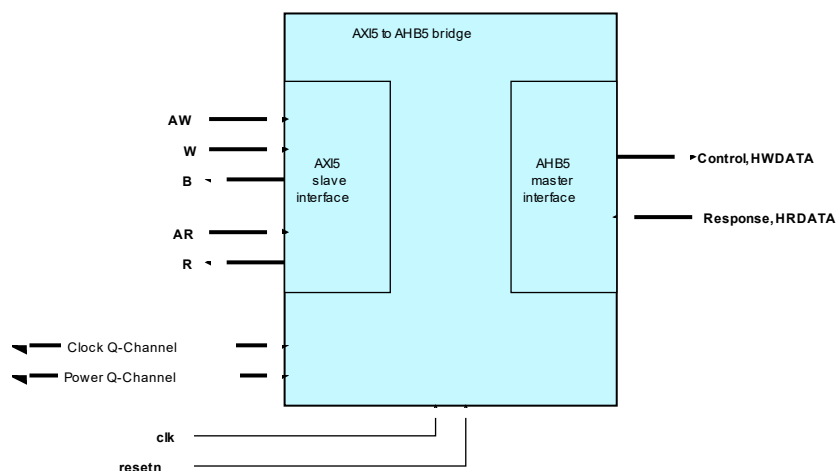 AXI5 to AHB5 bridge
AW
W
B
AR
R
AXI5
slave
interface
AHB5
master
interface
Control, HWDATA
Response, HRDATA
Clock Q-Channel
Power Q-Channel
clk
resetn